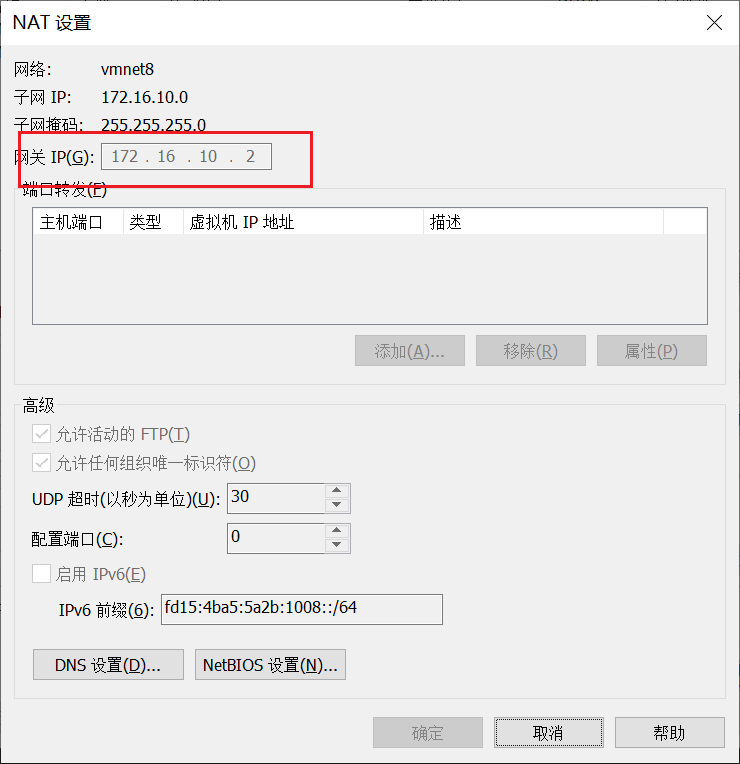 NAT 设置
网络: vmnet8
子网 IP: 172.16.10.0
子网掩码: 255.255.255.0
网关 IP(G): 172 . 16 . 10 . 2
端口转发(F)
主机端口 类型 虚拟机 IP 地址 描述
添加(A)... 移除(R) 属性(P)
高级
允许活动的 FTP(T)
允许任何组织唯一标识符(O)
UDP 超时(以秒为单位)(U): 30
配置端口(C): 0
启用 IPv6(E)
IPv6 前缀(6): fd15:4ba5:5a2b:1008::/64
DNS 设置(D)... NetBIOS 设置(N)...
确定 取消 帮助